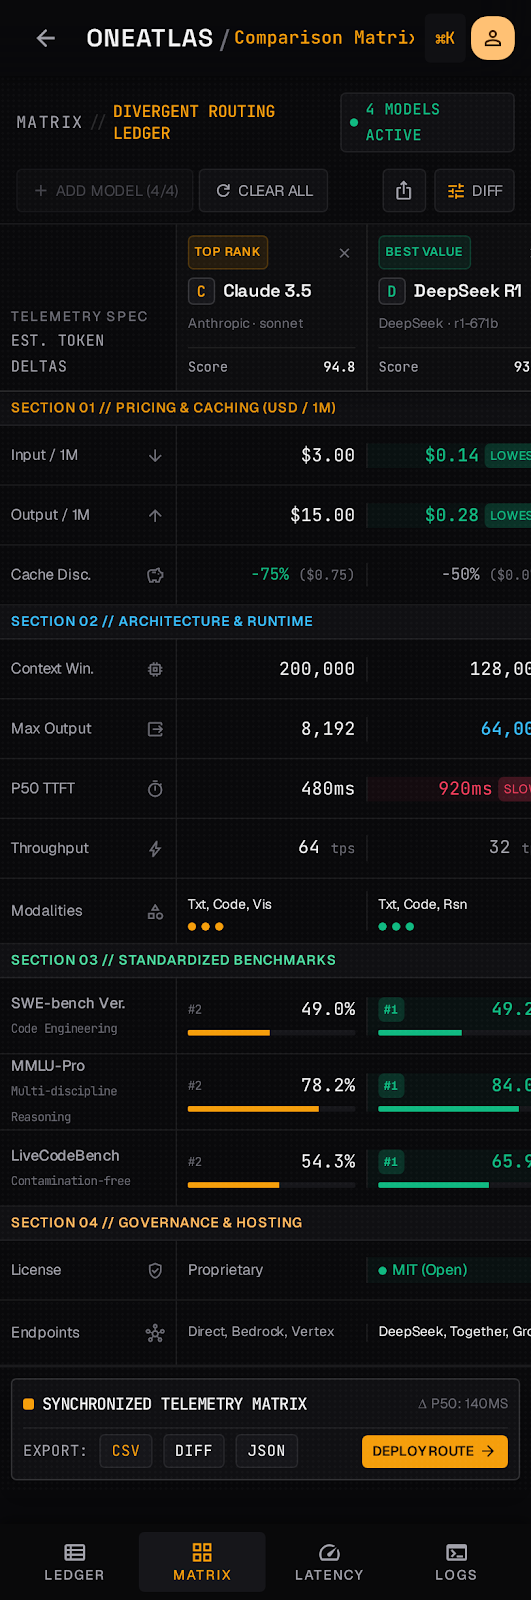 ONEATLAS / Comparison Matri
⌘K
MATRIX // DIVERGENT ROUTING LEDGER
4 MODELS ACTIVE
+ ADD MODEL (4/4)
CLEAR ALL
DIFF
TELEMETRY SPEC
EST. TOKEN DELTAS
TOP RANK ×
C Claude 3.5
Anthropic · sonnet
Score 94.8
BEST VALUE
D DeepSeek R1
DeepSeek · r1-671b
Score 93
SECTION 01 // PRICING & CACHING (USD / 1M)
Input / 1M $3.00 $0.14 LOWES
Output / 1M $15.00 $0.28 LOWES
Cache Disc. -75% ($0.75) -50% ($0.0
SECTION 02 // ARCHITECTURE & RUNTIME
Context Win. 200,000 128,00
Max Output 8,192 64,00
P50 TTFT 480ms 920ms SLOW
Throughput 64 tps 32 t
Modalities Txt, Code, Vis Txt, Code, Rsn
SECTION 03 // STANDARDIZED BENCHMARKS
SWE-bench Ver. #2 49.0% #1 49.2
Code Engineering
MMLU-Pro #2 78.2% #1 84.0
Multi-discipline Reasoning
LiveCodeBench #2 54.3% #1 65.9
Contamination-free
SECTION 04 // GOVERNANCE & HOSTING
License Proprietary MIT (Open)
Endpoints Direct, Bedrock, Vertex DeepSeek, Together, Gro
SYNCHRONIZED TELEMETRY MATRIX Δ P50: 140MS
EXPORT: CSV DIFF JSON DEPLOY ROUTE →
LEDGER MATRIX LATENCY LOGS